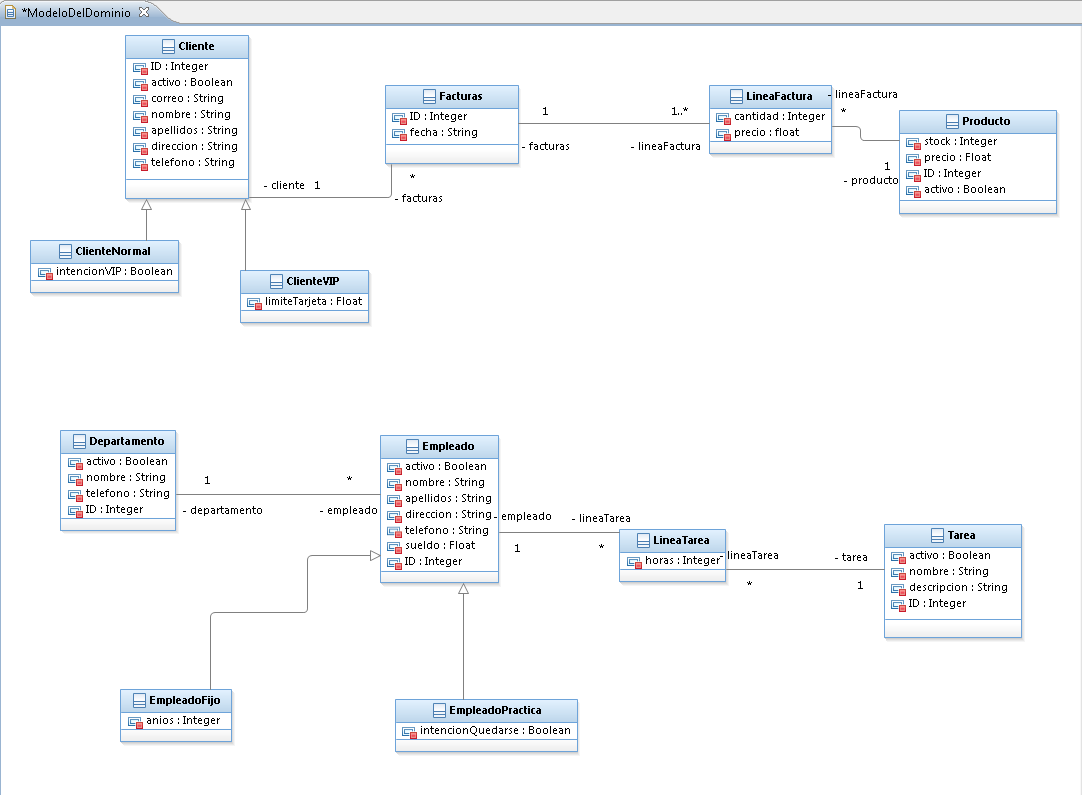 *ModeloDelDominio
Cliente
ID : Integer
activo : Boolean
correo : String
nombre : String
apellidos : String
direccion : String
telefono : String
- cliente 1
*
- facturas
Facturas
ID : Integer
fecha : String
1
- facturas
1..*
- lineaFactura
LineaFactura
cantidad : Integer
precio : float
- lineaFactura
*
1
- producto
Producto
stock : Integer
precio : Float
ID : Integer
activo : Boolean
ClienteNormal
intencionVIP : Boolean
ClienteVIP
limiteTarjeta : Float
Departamento
activo : Boolean
nombre : String
telefono : String
ID : Integer
1
- departamento
*
- empleado
Empleado
activo : Boolean
nombre : String
apellidos : String
direccion : String
telefono : String
sueldo : Float
ID : Integer
- empleado
1
- lineaTarea
*
LineaTarea
horas : Integer
- lineaTarea
*
- tarea
1
Tarea
activo : Boolean
nombre : String
descripcion : String
ID : Integer
EmpleadoFijo
anios : Integer
EmpleadoPractica
intencionQuedarse : Boolean